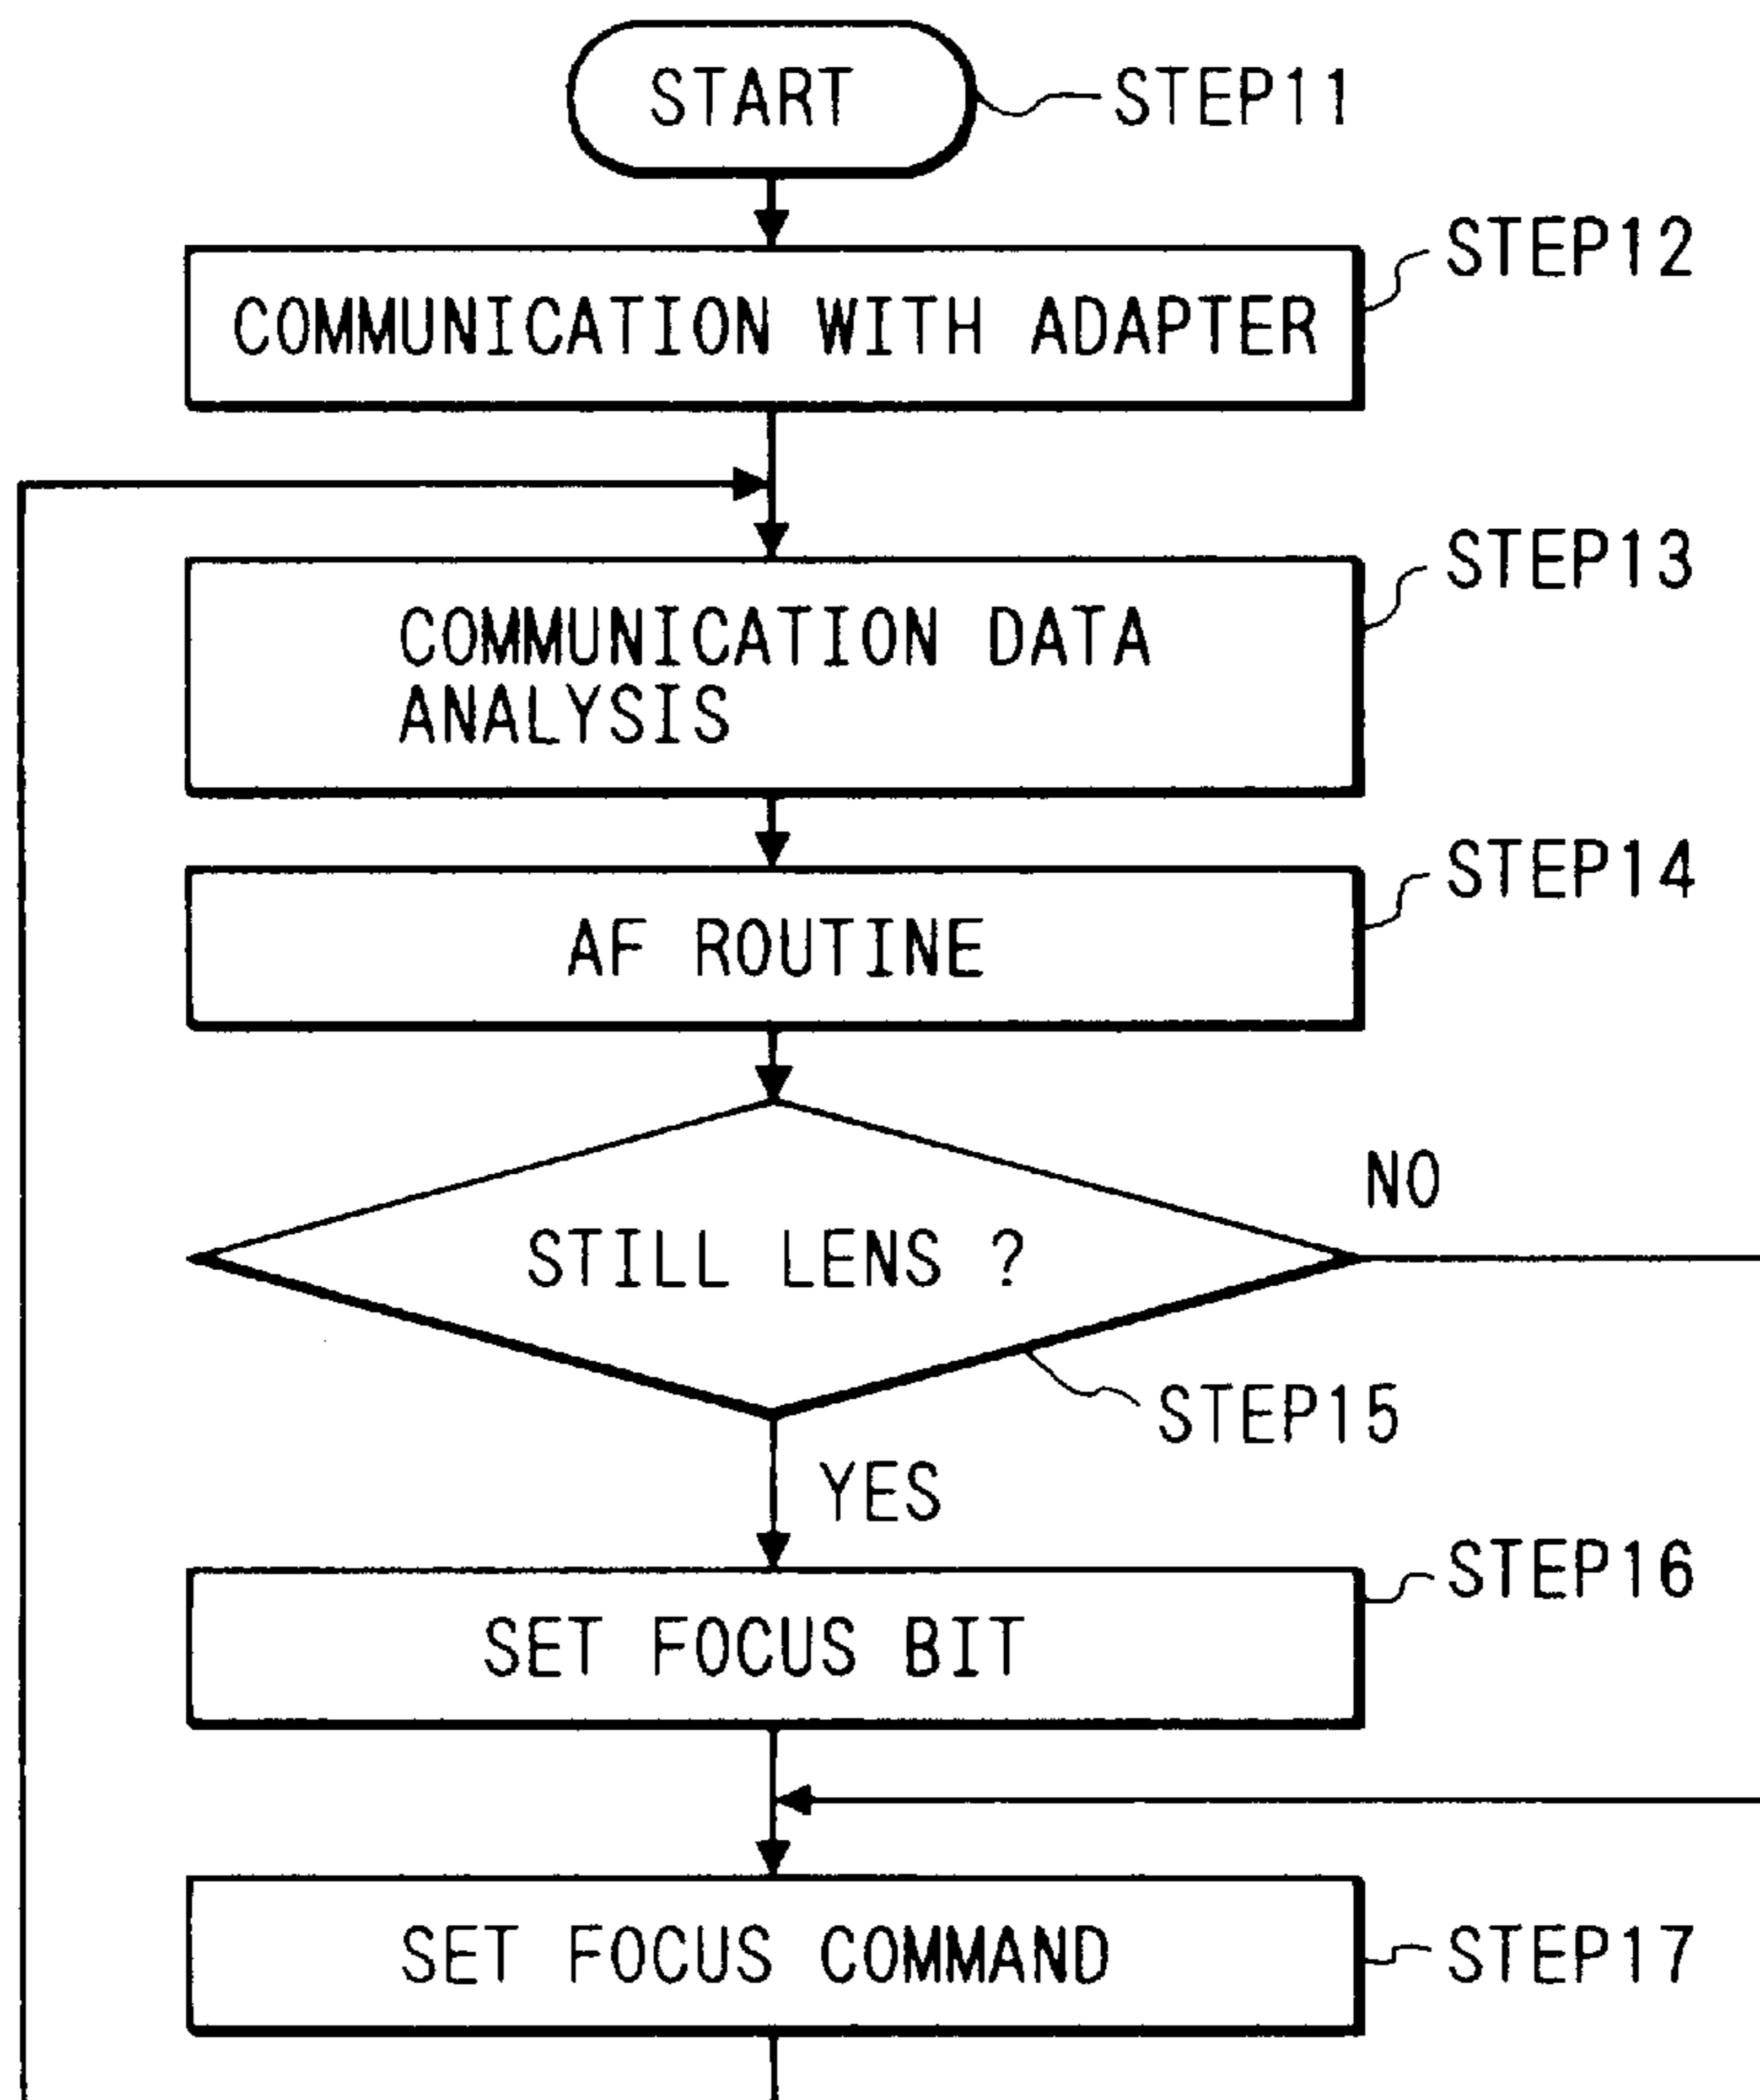 START
STEP11
STEP12
COMMUNICATION WITH ADAPTER
STEP13
COMMUNICATION DATA
ANALYSIS
STEP14
AF ROUTINE
NO
STILL LENS ?
STEP15
YES
STEP16
SET FOCUS BIT
SET FOCUS COMMAND
STEP17